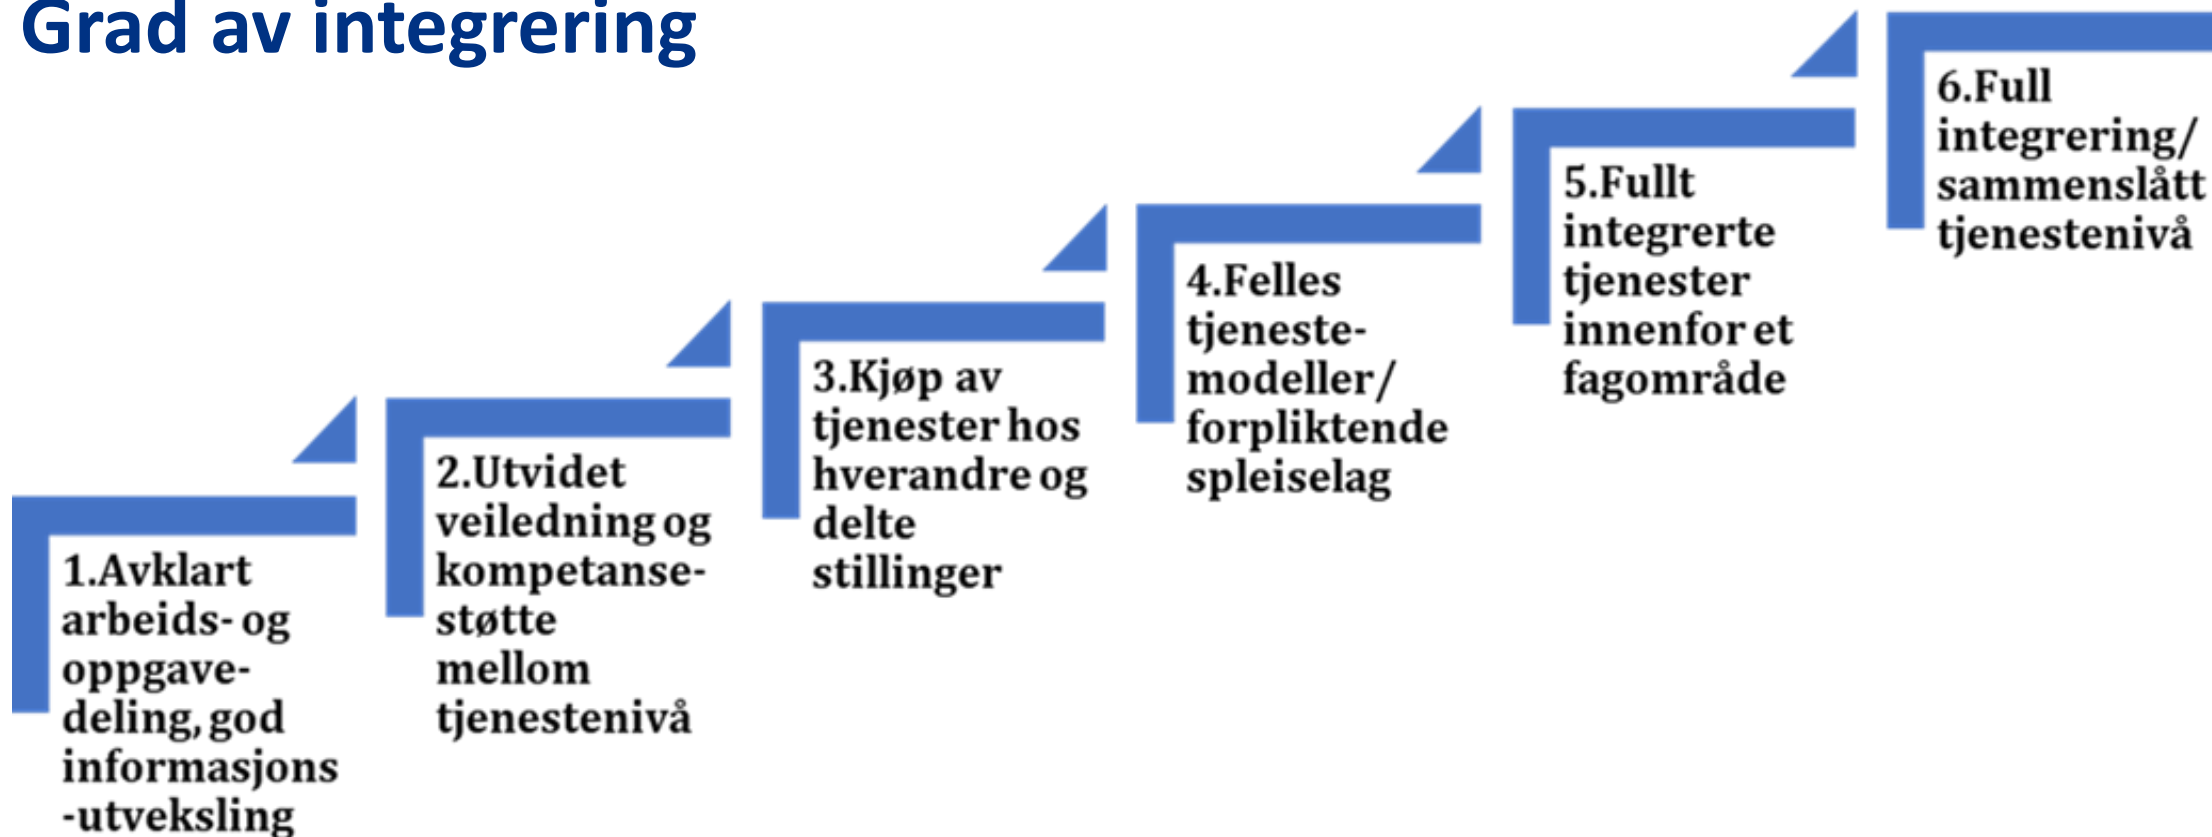 Grad av integrering
1.Avklart
arbeids- og
oppgave-
deling, god
informasjons
-utveksling
2.Utvidet
veiledning og
kompetanse-
støtte
mellom
tjenestenivå
3.Kjøp av
tjenester hos
hverandre og
delte
stillinger
4.Felles
tjeneste-
modeller/
forpliktende
spleiselag
5.Fullt
integrerte
tjenester
innenfor et
fagområde
6.Full
integrering/
sammenslått
tjenestenivå